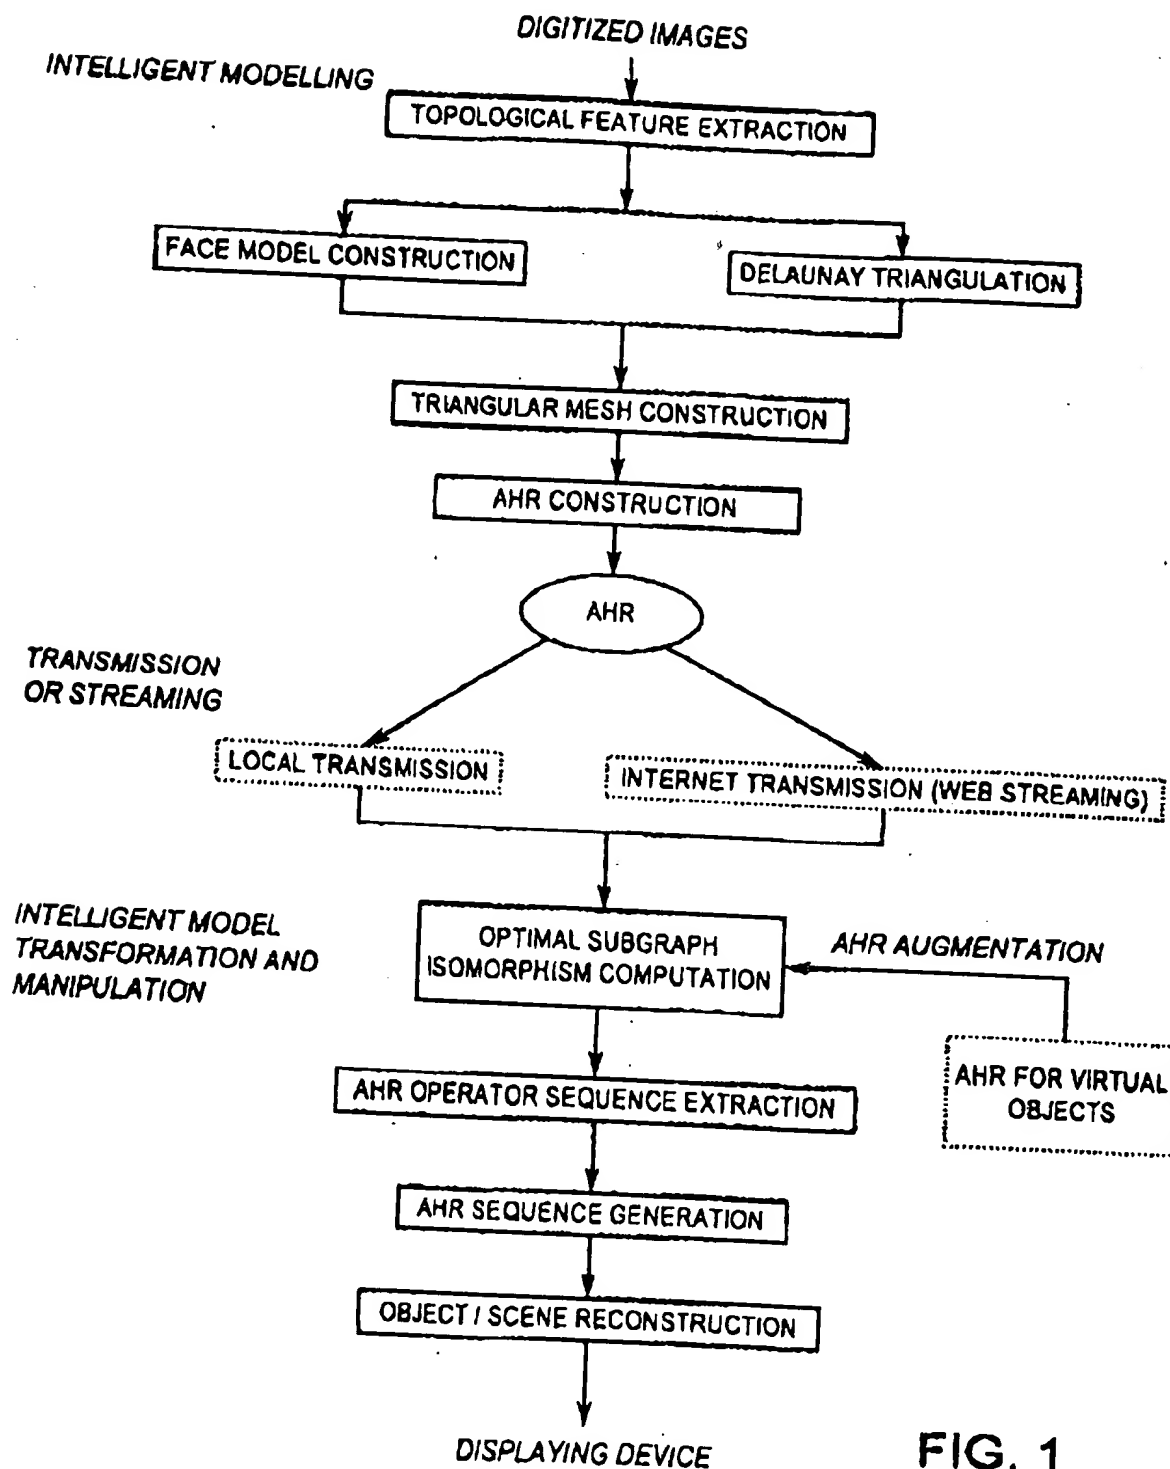 DIGITIZED IMAGES
INTELLIGENT MODELLING
TOPOLOGICAL FEATURE EXTRACTION
FACE MODEL CONSTRUCTION
DELAUNAY TRIANGULATION
TRIANGULAR MESH CONSTRUCTION
AHR CONSTRUCTION
AHR
TRANSMISSION
OR STREAMING
LOCAL TRANSMISSION
INTERNET TRANSMISSION (WEB STREAMING)
INTELLIGENT MODEL
TRANSFORMATION AND
MANIPULATION
OPTIMAL SUBGRAPH
ISOMORPHISM COMPUTATION
AHR AUGMENTATION
AHR FOR VIRTUAL
OBJECTS
AHR OPERATOR SEQUENCE EXTRACTION
AHR SEQUENCE GENERATION
OBJECT / SCENE RECONSTRUCTION
DISPLAYING DEVICE
FIG. 1